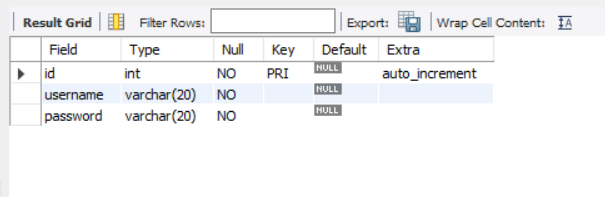 Result Grid Filter Rows: Export: Wrap Cell Content: IA
Field Type Null Key Default Extra
id int NO PRI NULL auto_increment
username varchar(20) NO NULL
password varchar(20) NO NULL